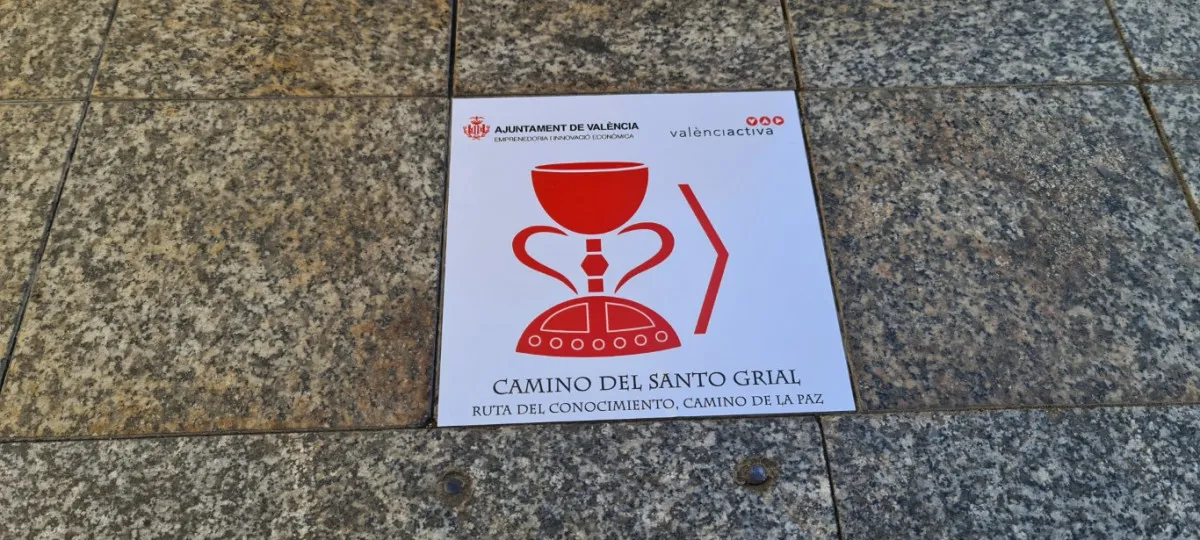 AJUNTAMENT DE VALÈNCIA
EMPRENEDORIA I INNOVACIÓ ECONÒMICA
VAP
valènciactiva
CAMINO DEL SANTO GRIAL
RUTA DEL CONOCIMIENTO, CAMINO DE LA PAZ